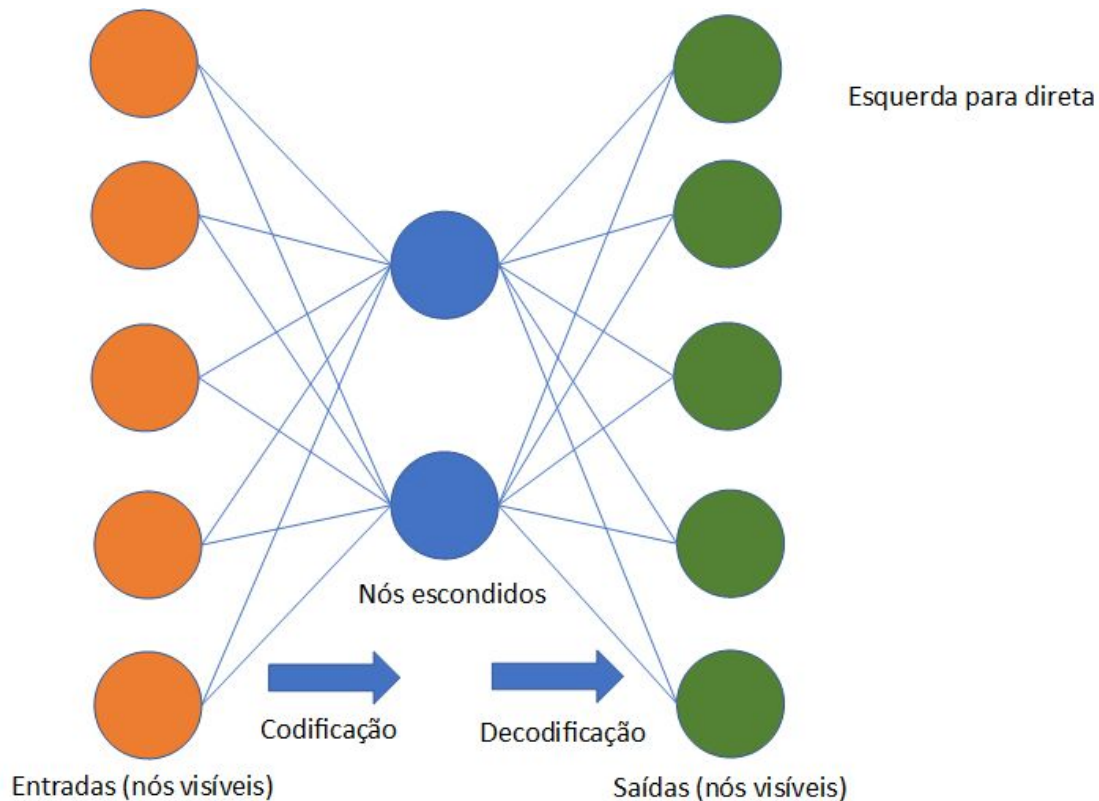 Esquerda para direta
Nós escondidos
Codificação
Decodificação
Entradas (nós visíveis)
Saídas (nós visíveis)